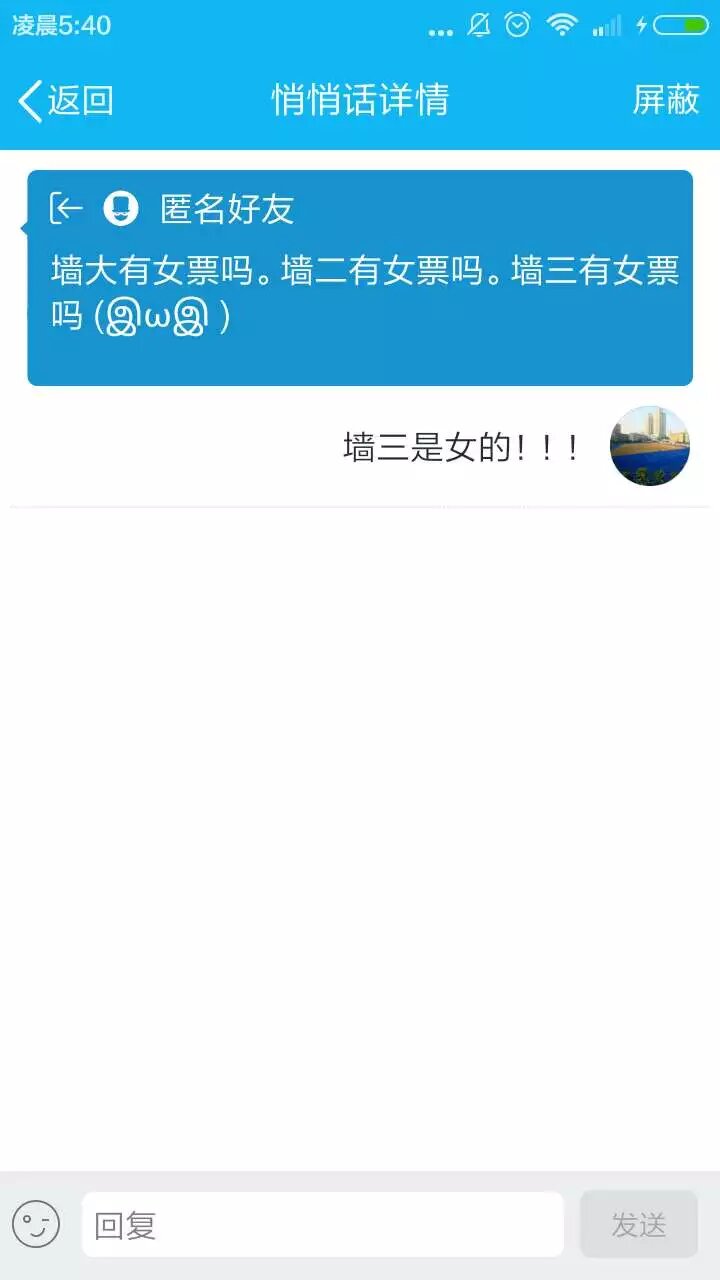 凌晨5:40
返回 悄悄话详情 屏蔽
匿名好友
墙大有女票吗。墙二有女票吗。墙三有女票
吗 (இωஇ )
墙三是女的！！！
回复 发送